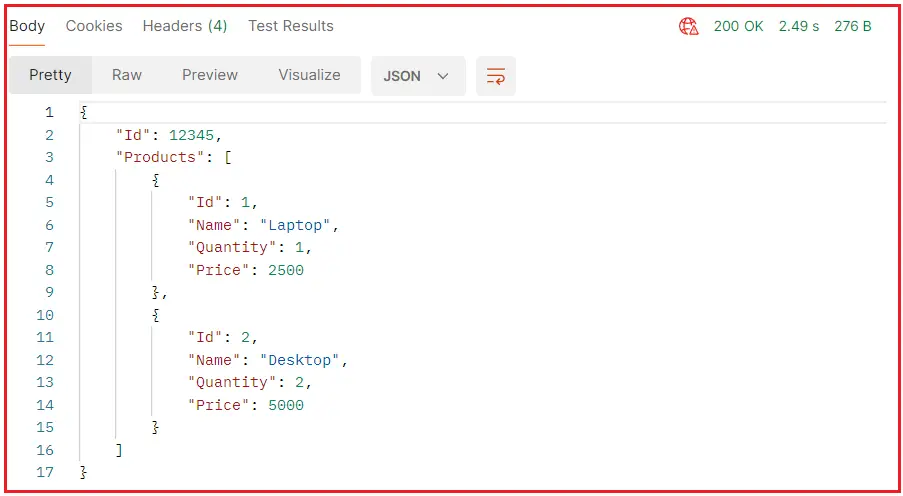 Body Cookies Headers (4) Test Results 200 OK 2.49 s 276 B
Pretty Raw Preview Visualize JSON
1 {
2 "Id": 12345,
3 "Products": [
4 {
5 "Id": 1,
6 "Name": "Laptop",
7 "Quantity": 1,
8 "Price": 2500
9 },
10 {
11 "Id": 2,
12 "Name": "Desktop",
13 "Quantity": 2,
14 "Price": 5000
15 }
16 ]
17 }